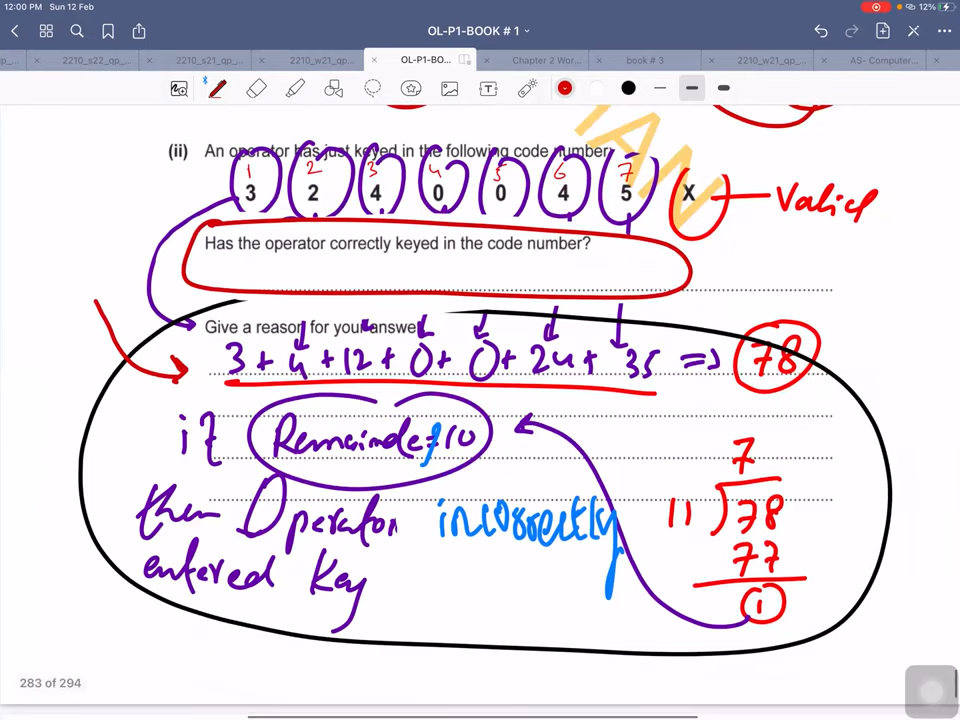 12:00 PM Sun 12 Feb 12%
OL-P1-BOOK # 1
2210_s22_qp_... 2210_s21_qp_... 2210_w21_qp... OL-P1-BO... Chapter 2 Wor... book # 3 2210_w21_qp_... AS- Computer...
(ii) An operator has just keyed in the following code number:
1 2 3 4 5 6 7
3 2 4 0 0 4 5 X Valid
Has the operator correctly keyed in the code number?
Give a reason for your answer
3 + 4 + 12 + 0 + 0 + 24 + 35 => 78
if Remainder≠10
then Operator incorrectly
entered key
7
11 ) 78
77
1
IAN
283 of 294